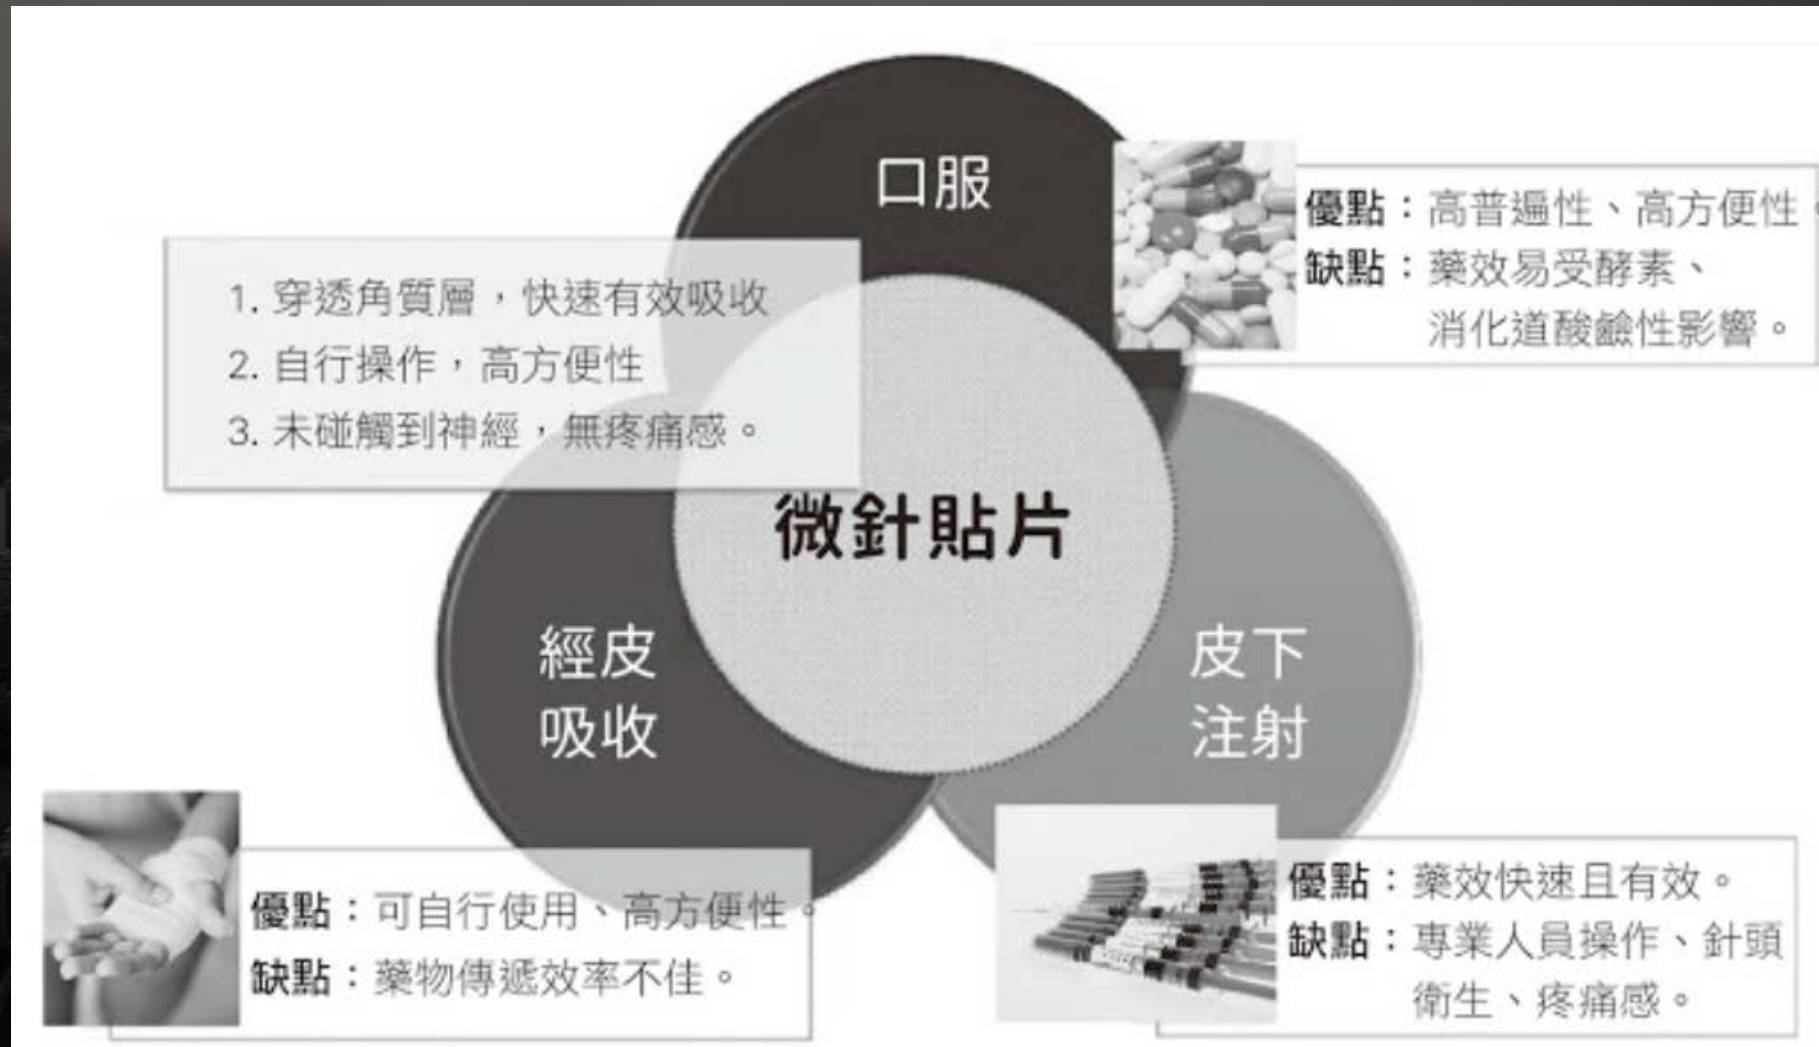 口服
優點：高普遍性、高方便性。
缺點：藥效易受酵素、
消化道酸鹼性影響。
1. 穿透角質層，快速有效吸收
2. 自行操作，高方便性
3. 未碰觸到神經，無疼痛感。
微針貼片
經皮
吸收
皮下
注射
優點：可自行使用、高方便性。
缺點：藥物傳遞效率不佳。
優點：藥效快速且有效。
缺點：專業人員操作、針頭
衛生、疼痛感。